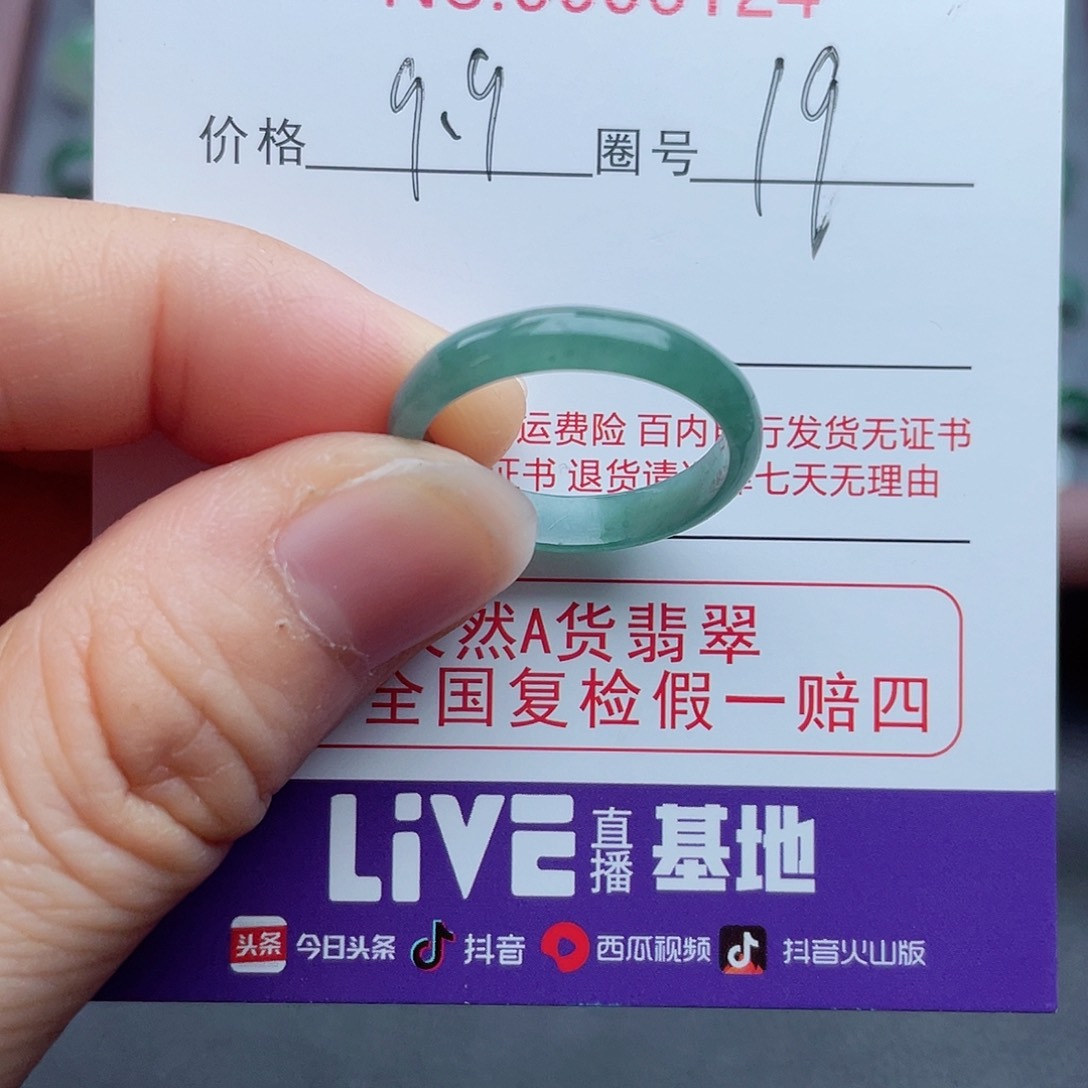 价格 9.9 圈号 19
运费险 百内 行发货无证书
证书 退货请 七天无理由
然A货翡翠
全国复检假一赔四
LiVE 直播 基地
头条 今日头条 抖音 西瓜视频 抖音火山版